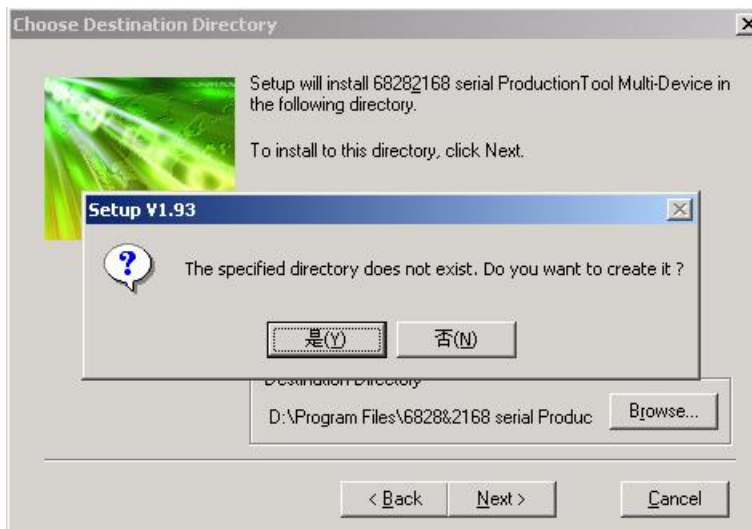 Choose Destination Directory
Setup will install 68282168 serial ProductionTool Multi-Device in
the following directory.
To install to this directory, click Next.
Setup V1.93
The specified directory does not exist. Do you want to create it ?
是(Y)
否(N)
Destination Directory
D:\Program Files\6828&2168 serial Produc
Browse...
< Back
Next >
Cancel